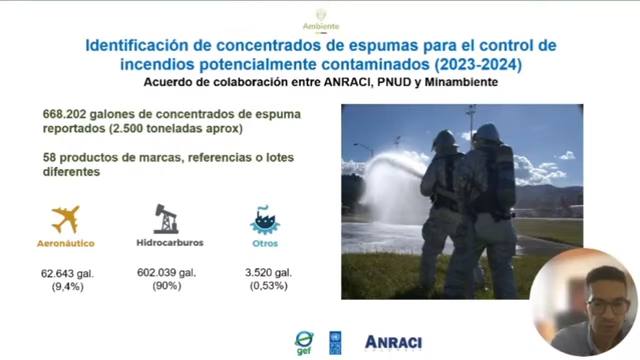 Ambiente
Identificación de concentrados de espumas para el control de
incendios potencialmente contaminados (2023-2024)
Acuerdo de colaboración entre ANRACI, PNUD y Minambiente
668.202 galones de concentrados de espuma
reportados (2.500 toneladas aprox)
58 productos de marcas, referencias o lotes
diferentes
Aeronáutico
Hidrocarburos
Otros
62.643 gal.
602.039 gal.
3.520 gal.
(9,4%)
(90%)
(0,53%)
gef
ANRACI